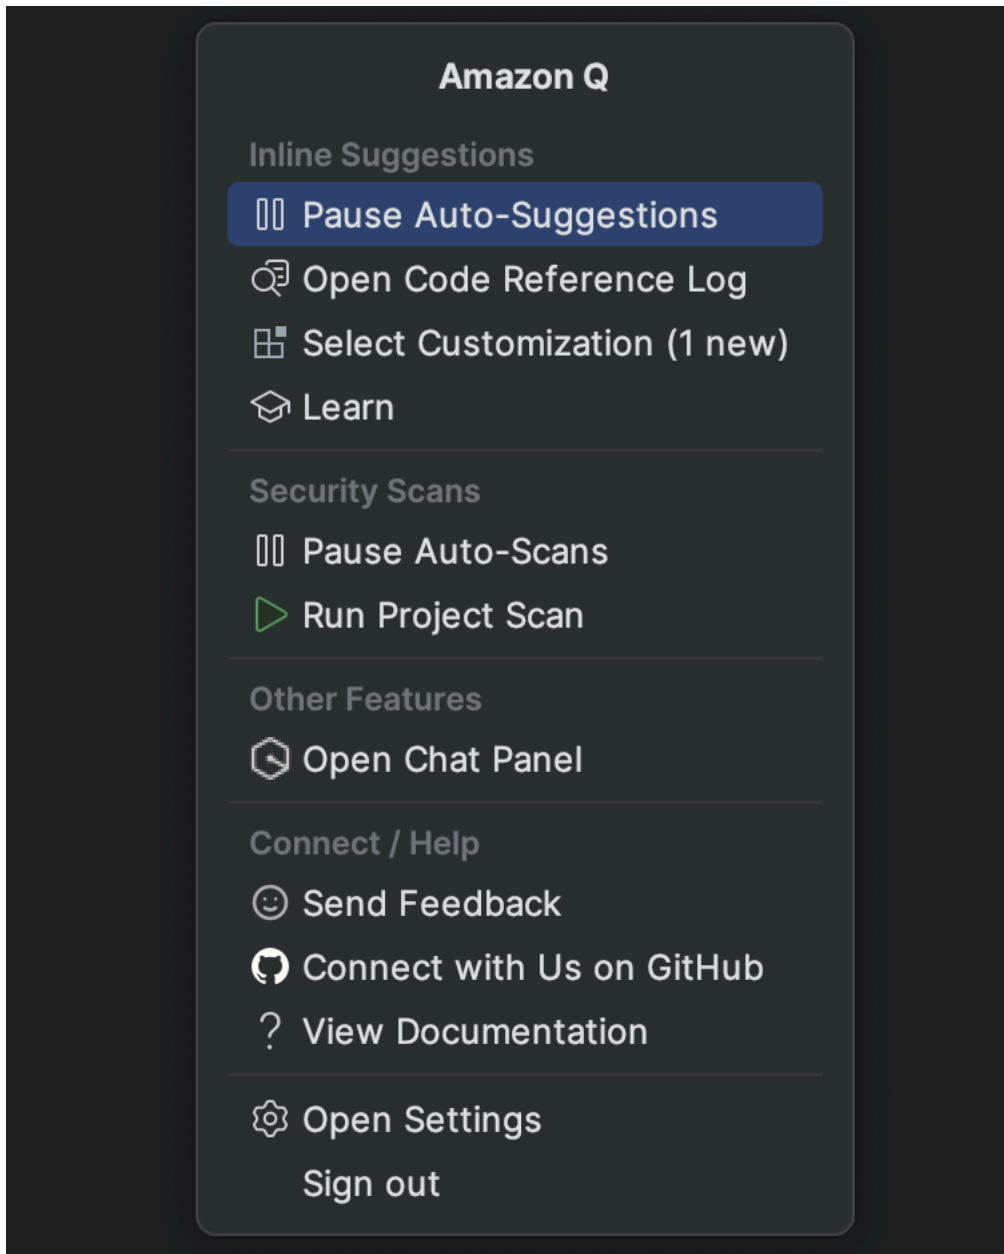 Amazon Q
Inline Suggestions
Pause Auto-Suggestions
Open Code Reference Log
Select Customization (1 new)
Learn
Security Scans
Pause Auto-Scans
Run Project Scan
Other Features
Open Chat Panel
Connect / Help
Send Feedback
Connect with Us on GitHub
View Documentation
Open Settings
Sign out